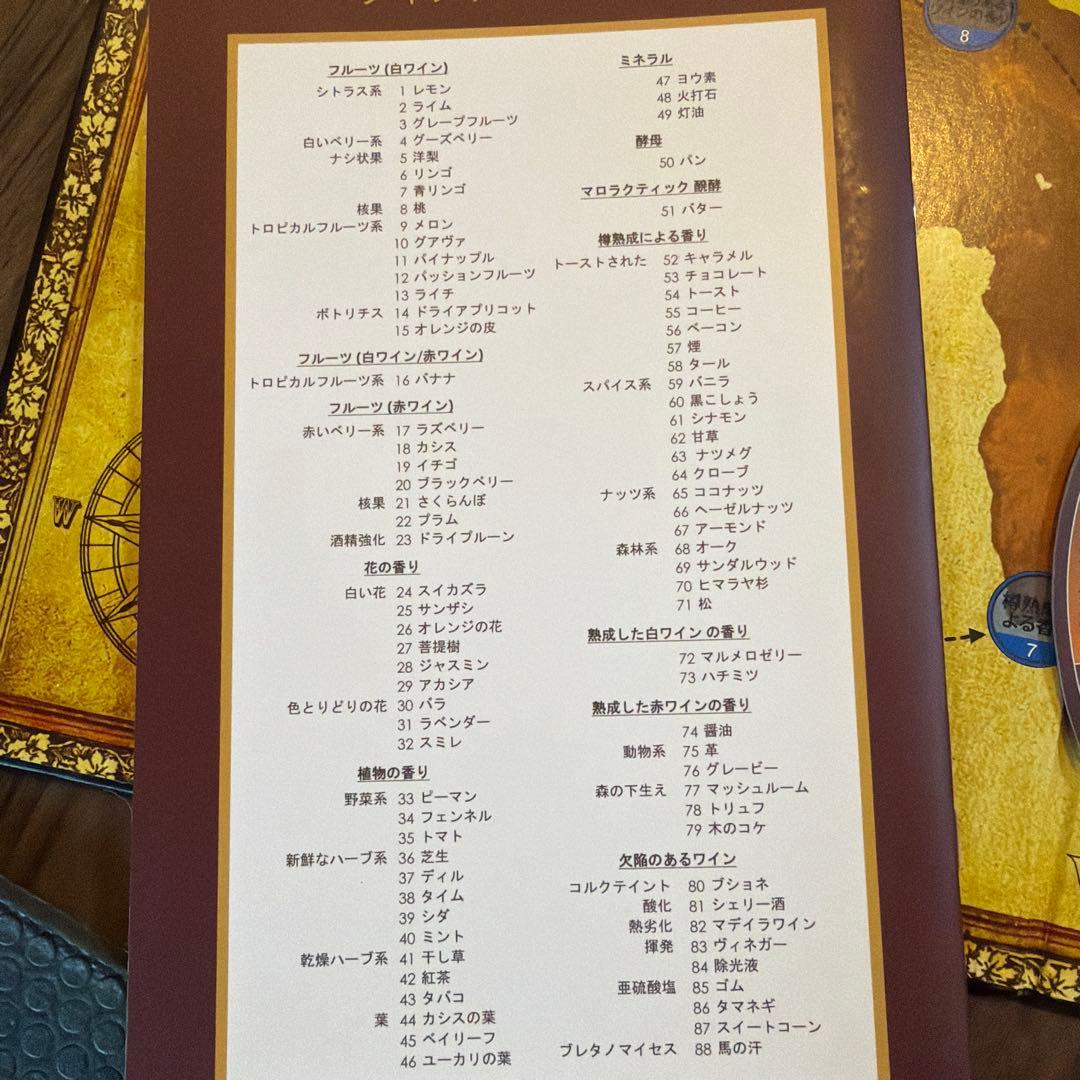 フルーツ (白ワイン)
シトラス系 1 レモン
2 ライム
3 グレープフルーツ
白いベリー系 4 グーズベリー
ナシ状果 5 洋梨
6 リンゴ
7 青リンゴ
核果 8 桃
トロピカルフルーツ系 9 メロン
10 グアヴァ
11 パイナップル
12 パッションフルーツ
13 ライチ
ボトリチス 14 ドライアプリコット
15 オレンジの皮
フルーツ (白ワイン/赤ワイン)
トロピカルフルーツ系 16 バナナ
フルーツ (赤ワイン)
赤いベリー系 17 ラズベリー
18 カシス
19 イチゴ
20 ブラックベリー
核果 21 さくらんぼ
22 プラム
酒精強化 23 ドライプルーン
花の香り
白い花 24 スイカズラ
25 サンザシ
26 オレンジの花
27 菩提樹
28 ジャスミン
29 アカシア
色とりどりの花 30 バラ
31 ラベンダー
32 スミレ
植物の香り
野菜系 33 ピーマン
34 フェンネル
35 トマト
新鮮なハーブ系 36 芝生
37 ディル
38 タイム
39 シダ
40 ミント
乾燥ハーブ系 41 干し草
42 紅茶
43 タバコ
葉 44 カシスの葉
45 ベイリーフ
46 ユーカリの葉
ミネラル
47 ヨウ素
48 火打石
49 灯油
酵母
50 パン
マロラクティック 醗酵
51 バター
樽熟成による香り
トーストされた 52 キャラメル
53 チョコレート
54 トースト
55 コーヒー
56 ベーコン
57 煙
58 タール
スパイス系 59 バニラ
60 黒こしょう
61 シナモン
62 甘草
63 ナツメグ
64 クローブ
ナッツ系 65 ココナッツ
66 ヘーゼルナッツ
67 アーモンド
森林系 68 オーク
69 サンダルウッド
70 ヒマラヤ杉
71 松
熟成した白ワイン の香り
72 マルメロゼリー
73 ハチミツ
熟成した赤ワインの香り
74 醤油
動物系 75 革
76 グレービー
森の下生え 77 マッシュルーム
78 トリュフ
79 木のコケ
欠陥のあるワイン
コルクテイント 80 ブショネ
酸化 81 シェリー酒
熱劣化 82 マデイラワイン
揮発 83 ヴィネガー
84 除光液
亜硫酸塩 85 ゴム
86 タマネギ
87 スイートコーン
ブレタノマイセス 88 馬の汗
W
8
よる香
7